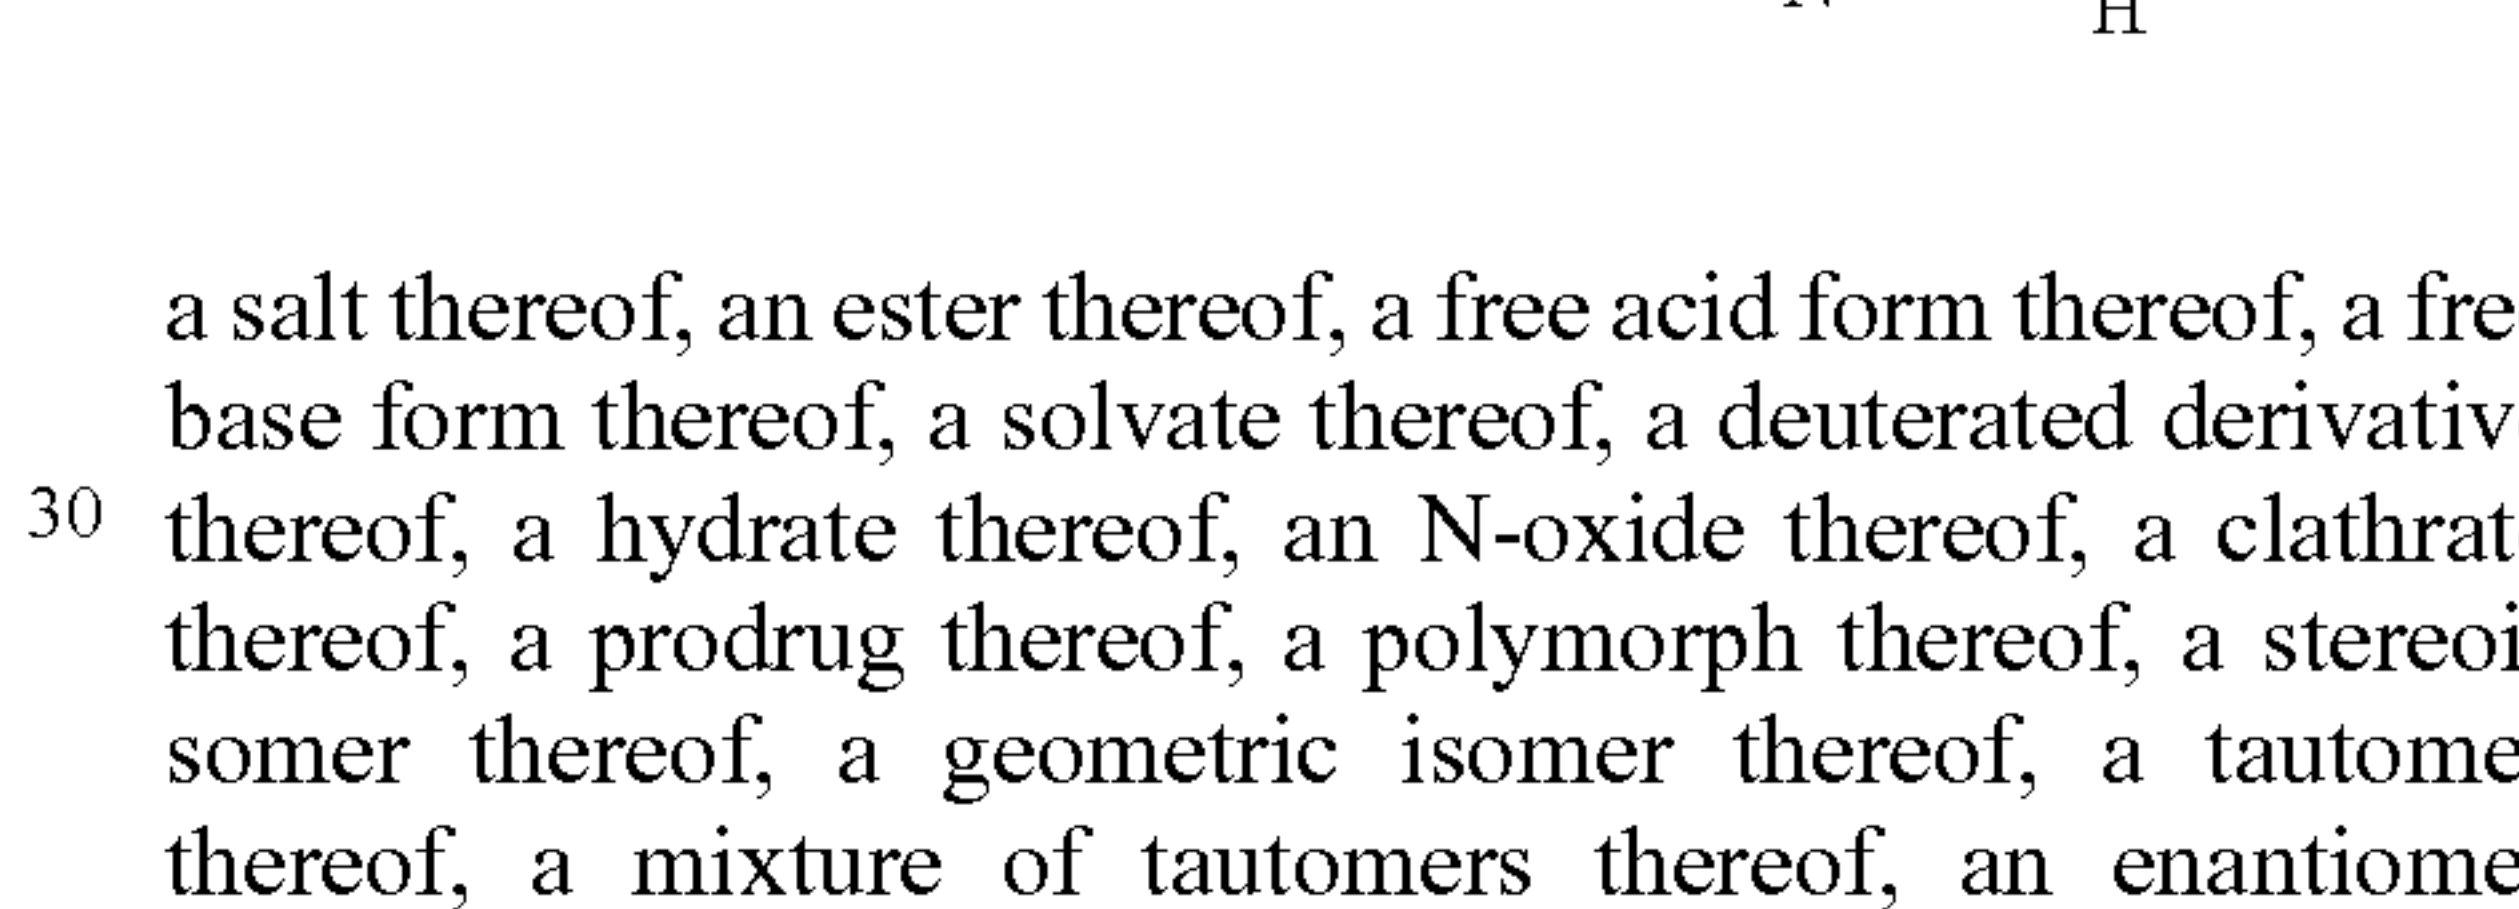 H
a salt thereof, an ester thereof, a free acid form thereof, a fre
base form thereof, a solvate thereof, a deuterated derivativ
30 thereof, a hydrate thereof, an N-oxide thereof, a clathrat
thereof, a prodrug thereof, a polymorph thereof, a stereoi
somer thereof, a geometric isomer thereof, a tautome
thereof, a mixture of tautomers thereof, an enantiome